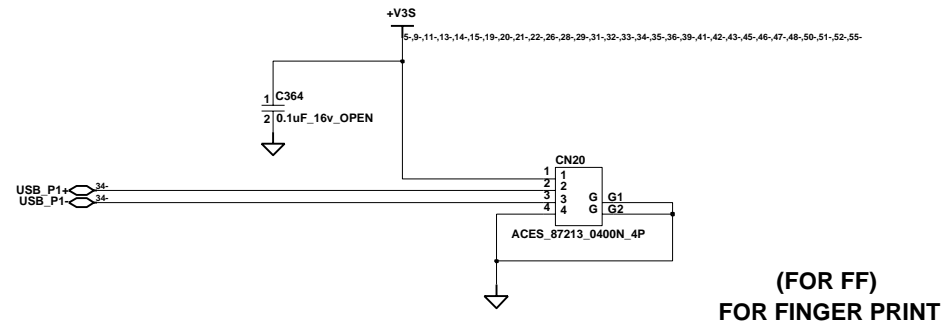 +V3S
5-,9-,11-,13-,14-,15-,19-,20-,21-,22-,26-,28-,29-,31-,32-,33-,34-,35-,36-,39-,41-,42-,43-,45-,46-,47-,48-,50-,51-,52-,55-
1 C364
2 0.1uF_16v_OPEN
CN20
1 1
USB_P1+ 34- 2 2
USB_P1- 34- 3 3 G G1
4 4 G G2
ACES_87213_0400N_4P
(FOR FF)
FOR FINGER PRINT